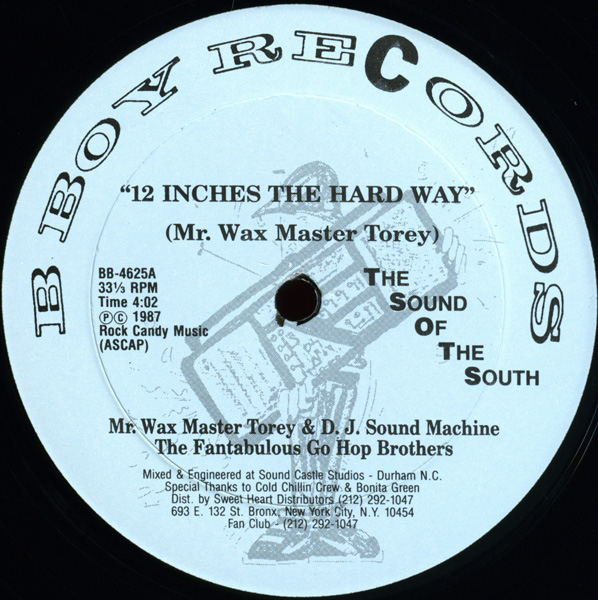 B BOY RECORDS
“12 INCHES THE HARD WAY”
(Mr. Wax Master Torey)
BB-4625A
33⅓ RPM
Time 4:02
Ⓟ© 1987
Rock Candy Music
(ASCAP)
THE
SOUND
OF
THE
SOUTH
Mr. Wax Master Torey & D. J. Sound Machine
The Fantabulous Go Hop Brothers
Mixed & Engineered at Sound Castle Studios - Durham N.C.
Special Thanks to Cold Chillin Crew & Bonita Green
Dist. by Sweet Heart Distributors (212) 292-1047
693 E. 132 St. Bronx, New York City, N.Y. 10454
Fan Club - (212) 292-1047